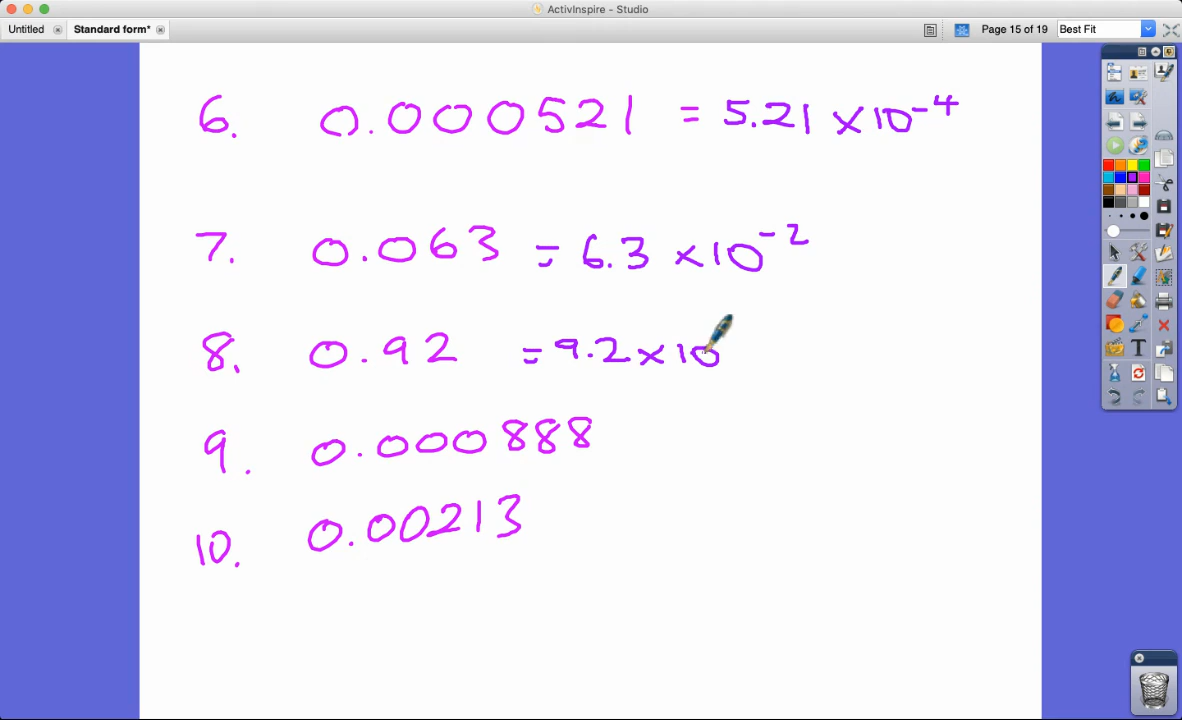 ActivInspire - Studio
Untitled Standard form* Page 15 of 19 Best Fit
6. 0.000521 = 5.21 × 10⁻⁴
7. 0.063 = 6.3 × 10⁻²
8. 0.92 = 9.2 × 10
9. 0.000888
10. 0.00213